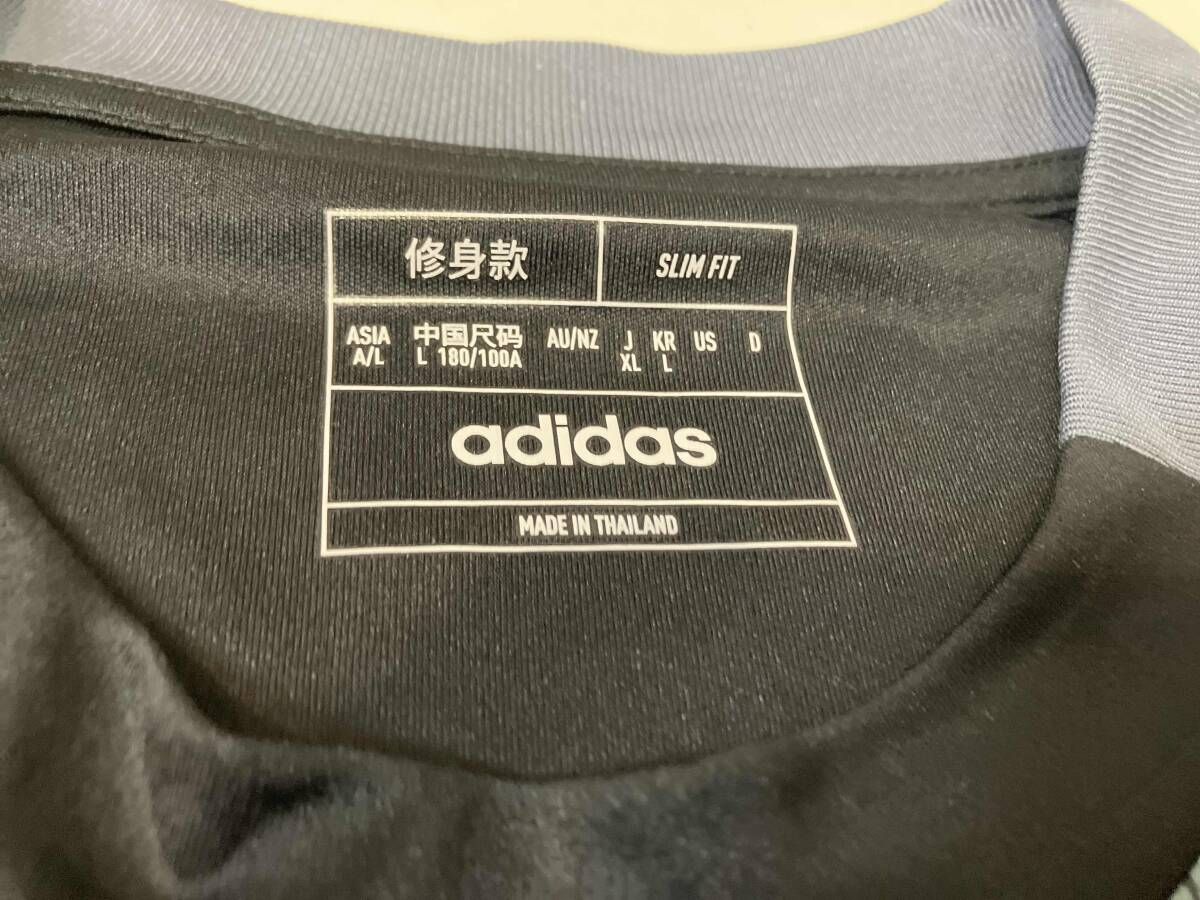 修身款 SLIM FIT
ASIA 中国尺码 AU/NZ J KR US D
A/L L 180/100A XL L
adidas
MADE IN THAILAND